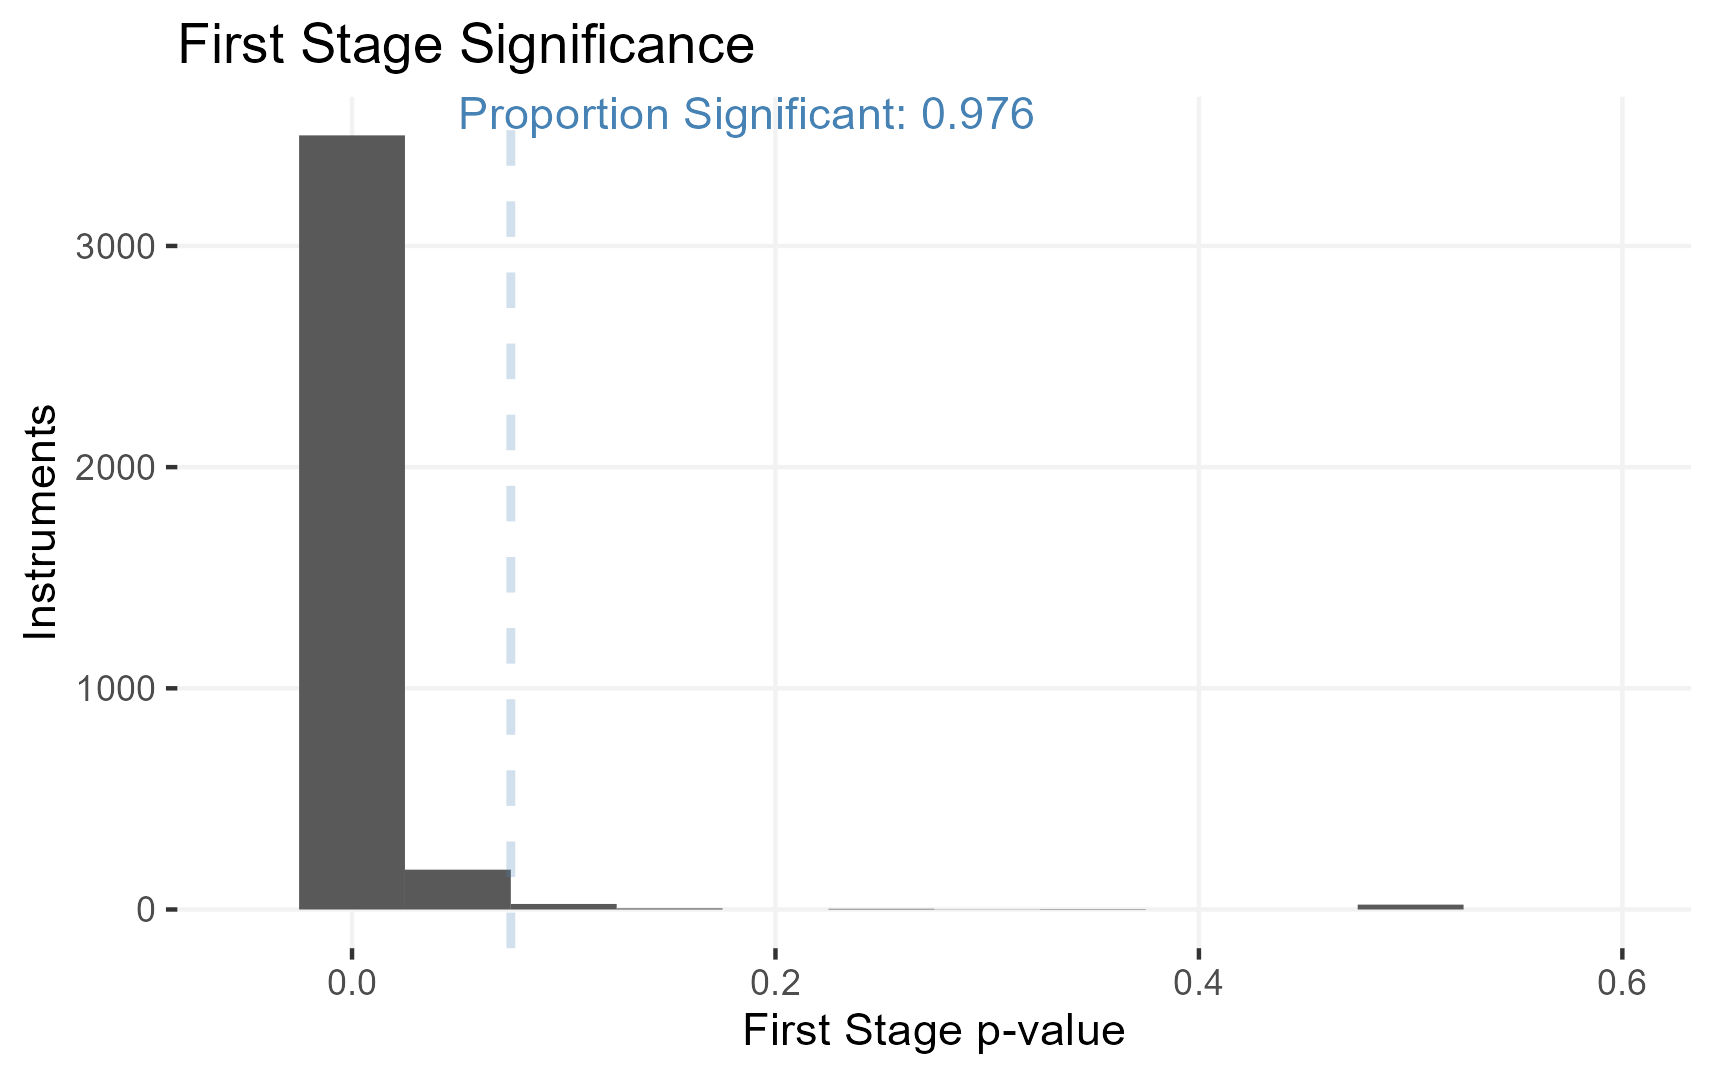 First Stage Significance
Proportion Significant: 0.976
Instruments
3000
2000
1000
0
0.0 0.2 0.4 0.6
First Stage p-value